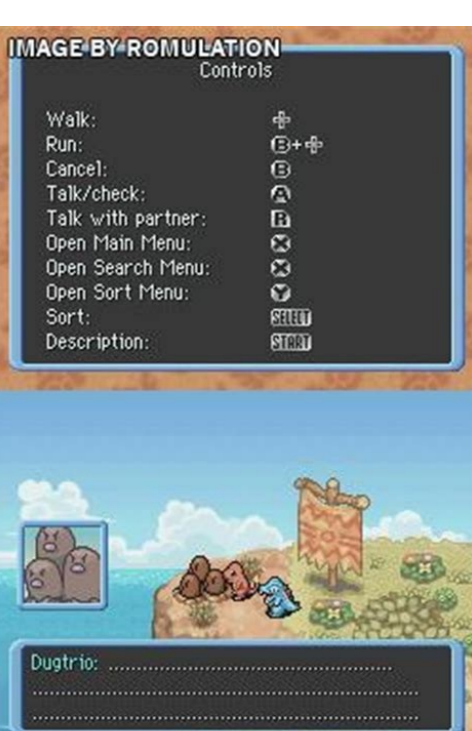 IMAGE BY ROMULATION
Controls
Walk:
Run: B+
Cancel: B
Talk/check: A
Talk with partner: R
Open Main Menu: X
Open Search Menu: X
Open Sort Menu: Y
Sort: SELECT
Description: START
Dugtrio: ................................................
................................................................
................................................................